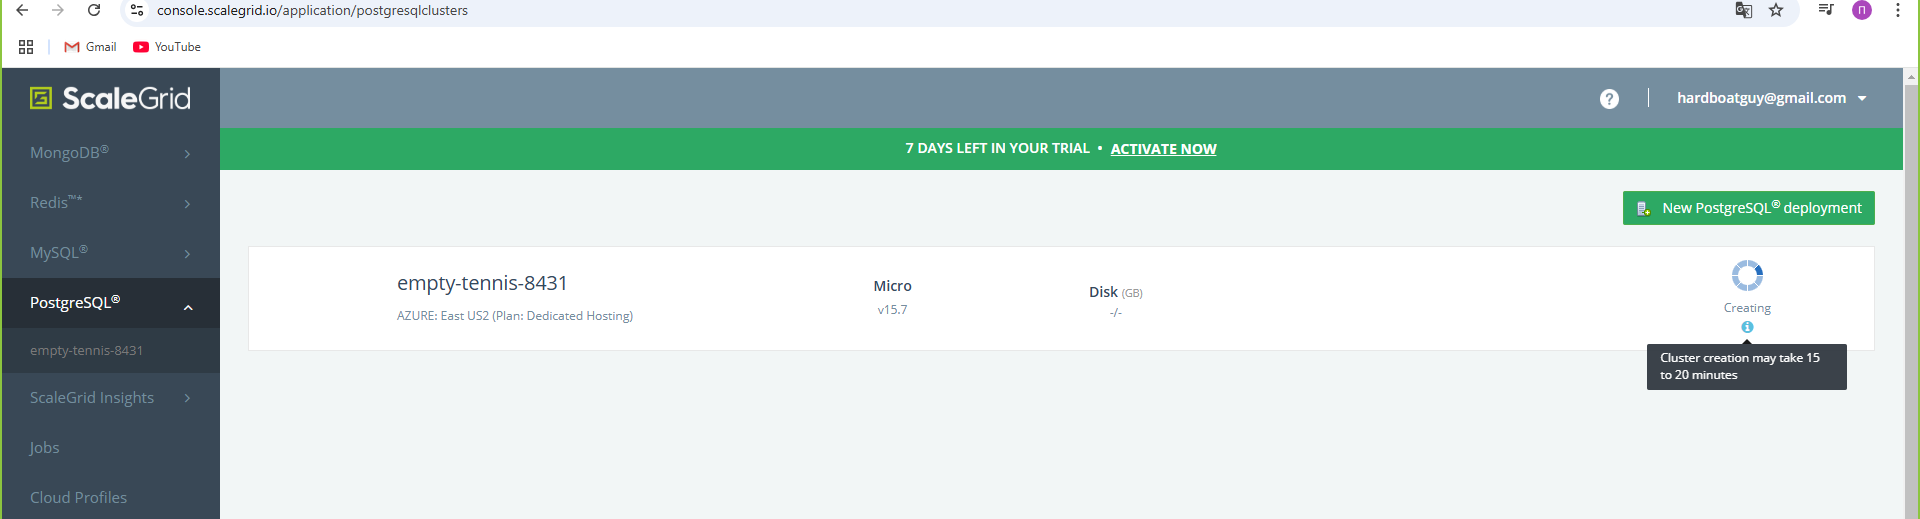 console.scalegrid.io/application/postgresqlclusters
П
Gmail
YouTube
ScaleGrid
hardboatguy@gmail.com
7 DAYS LEFT IN YOUR TRIAL • ACTIVATE NOW
MongoDB®
Redis™*
MySQL®
PostgreSQL®
empty-tennis-8431
ScaleGrid Insights
Jobs
Cloud Profiles
New PostgreSQL® deployment
empty-tennis-8431
AZURE: East US2 (Plan: Dedicated Hosting)
Micro
v15.7
Disk (GB)
-/-
Creating
Cluster creation may take 15
to 20 minutes